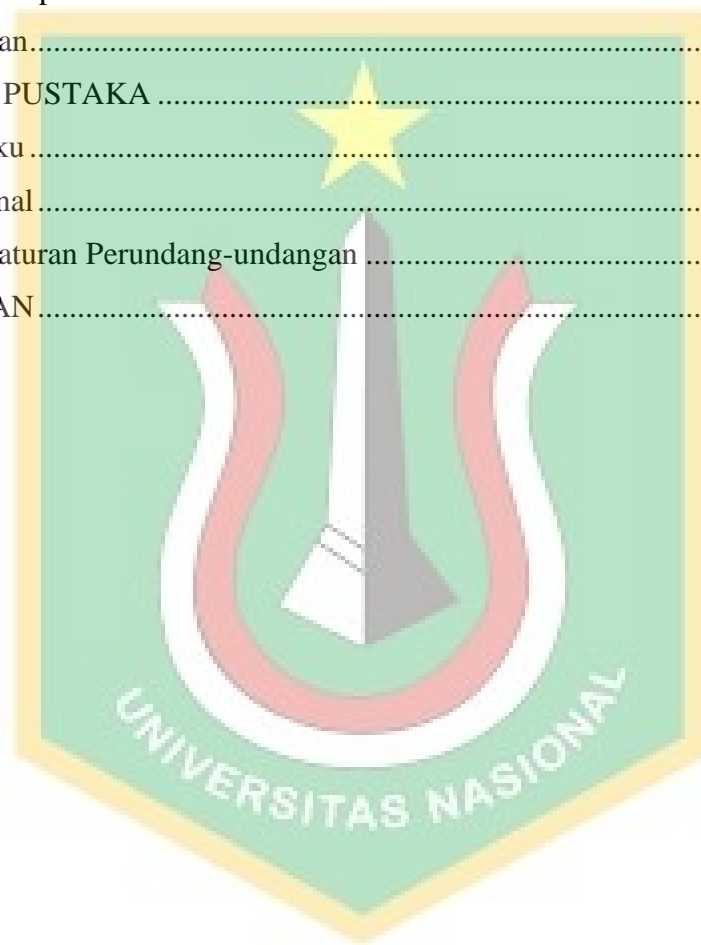 an........................................................................................
PUSTAKA........................................................................
ku........................................................................................
nal.......................................................................................
aturan Perundang-undangan.............................................
AN.......................................................................................
UNIVERSITAS NASIONAL